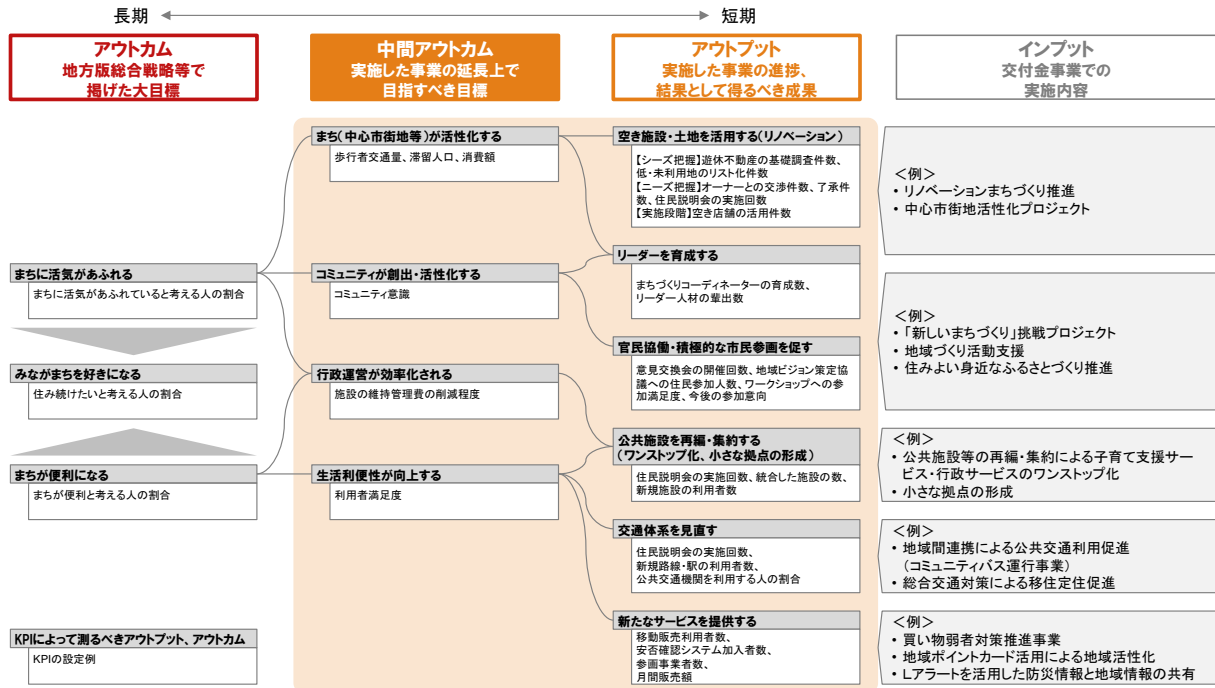 長期
短期
アウトカム
地方版総合戦略等で
掲げた大目標
中間アウトカム
実施した事業の延長上で
目指すべき目標
アウトプット
実施した事業の進捗、
結果として得るべき成果
インプット
交付金事業での
実施内容
まちに活気があふれる
まちに活気があふれていると考える人の割合
みながまちを好きになる
住み続けたいと考える人の割合
まちが便利になる
まちが便利と考える人の割合
KPIによって測るべきアウトプット、アウトカム
KPIの設定例
まち(中心市街地等)が活性化する
歩行者交通量、滞留人口、消費額
コミュニティが創出・活性化する
コミュニティ意識
行政運営が効率化される
施設の維持管理費の削減程度
生活利便性が向上する
利用者満足度
空き施設・土地を活用する(リノベーション)
【シーズ把握】遊休不動産の基礎調査件数、
低・未利用地のリスト化件数
【ニーズ把握】オーナーとの交渉件数、了承件
数、住民説明会の実施回数
【実施段階】空き店舗の活用件数
リーダーを育成する
まちづくりコーディネーターの育成数、
リーダー人材の輩出数
官民協働・積極的な市民参画を促す
意見交換会の開催回数、地域ビジョン策定協
議への住民参加人数、ワークショップへの参
加満足度、今後の参加意向
公共施設を再編・集約する
(ワンストップ化、小さな拠点の形成)
住民説明会の実施回数、統合した施設の数、
新規施設の利用者数
交通体系を見直す
住民説明会の実施回数、
新規路線・駅の利用者数、
公共交通機関を利用する人の割合
新たなサービスを提供する
移動販売利用者数、
安否確認システム加入者数、
参画事業者数、
月間販売額
<例>
・ リノベーションまちづくり推進
・ 中心市街地活性化プロジェクト
<例>
・ 「新しいまちづくり」挑戦プロジェクト
・ 地域づくり活動支援
・ 住みよい身近なふるさとづくり推進
<例>
・ 公共施設等の再編・集約による子育て支援サー
ビス・行政サービスのワンストップ化
・ 小さな拠点の形成
<例>
・ 地域間連携による公共交通利用促進
(コミュニティバス運行事業)
・ 総合交通対策による移住定住促進
<例>
・ 買い物弱者対策推進事業
・ 地域ポイントカード活用による地域活性化
・ Lアラートを活用した防災情報と地域情報の共有